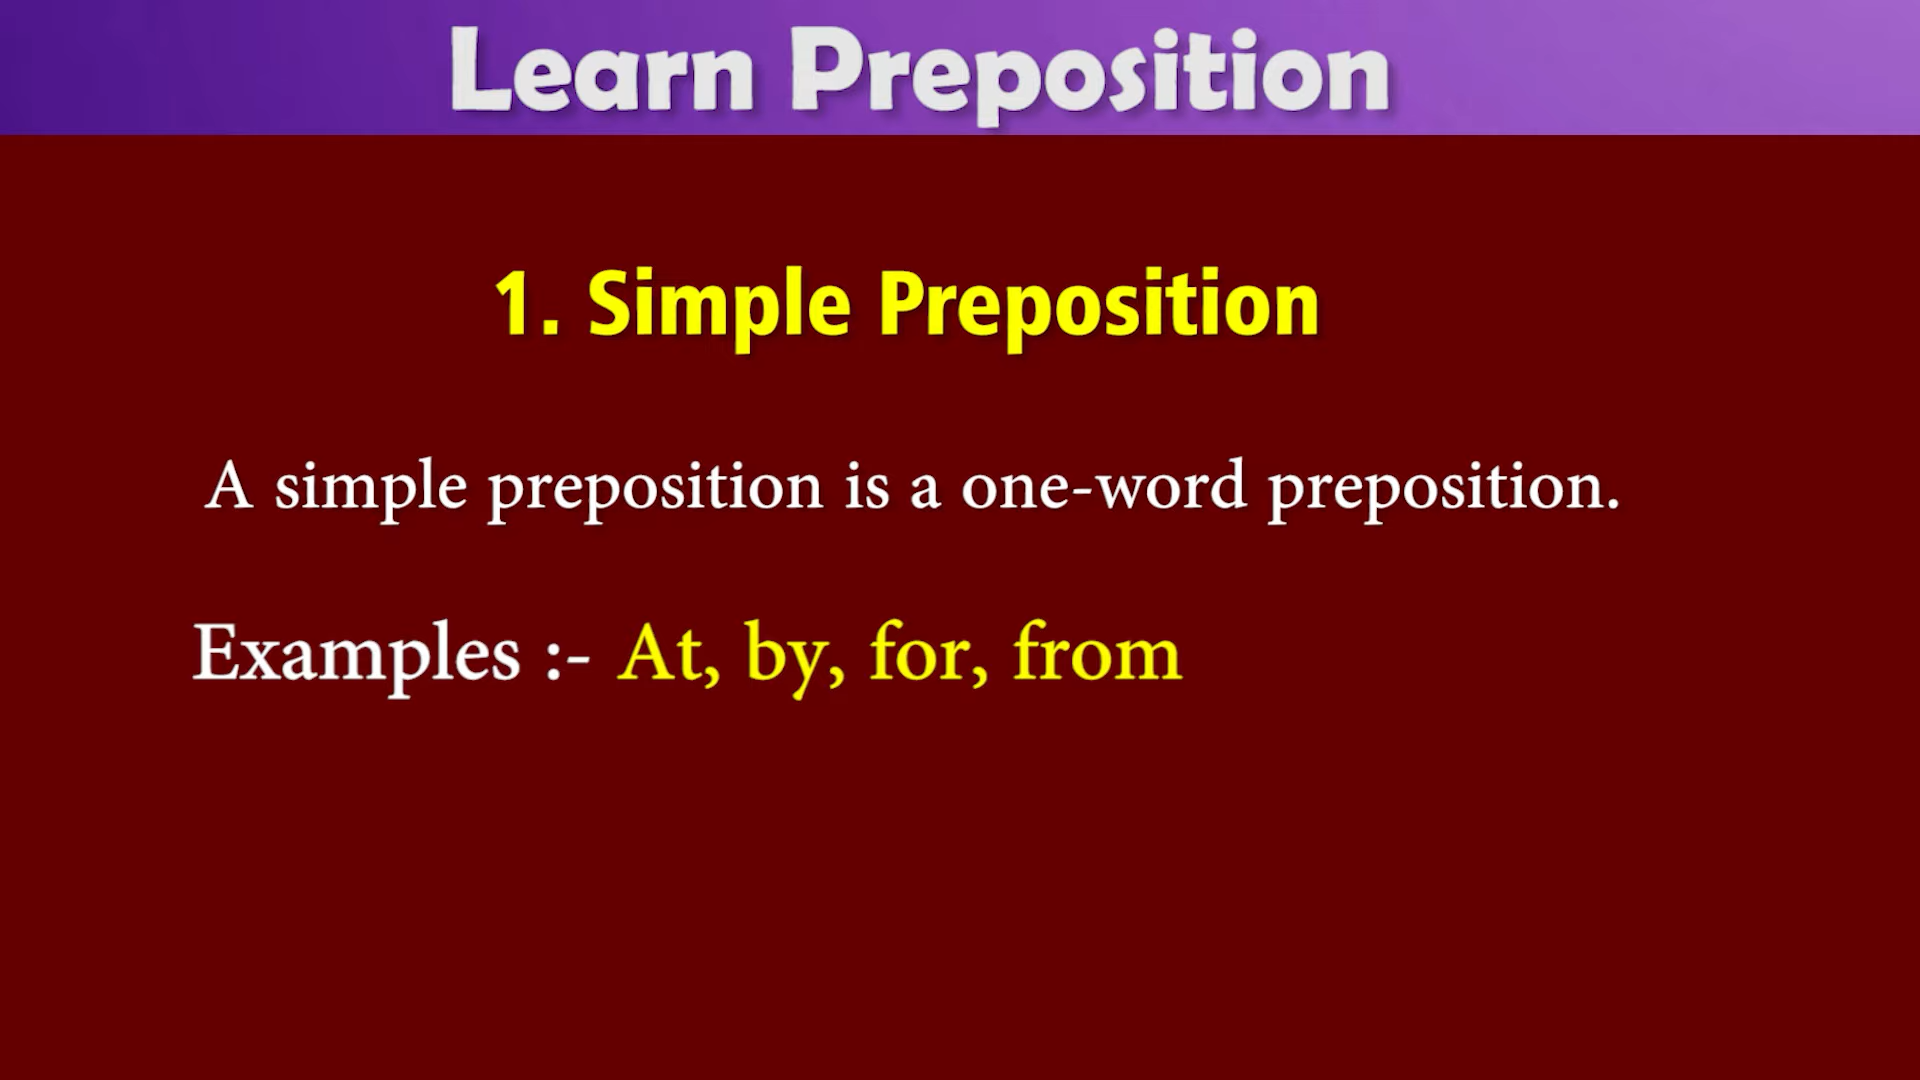 Learn Preposition
1. Simple Preposition
A simple preposition is a one-word preposition.
Examples :- At, by, for, from